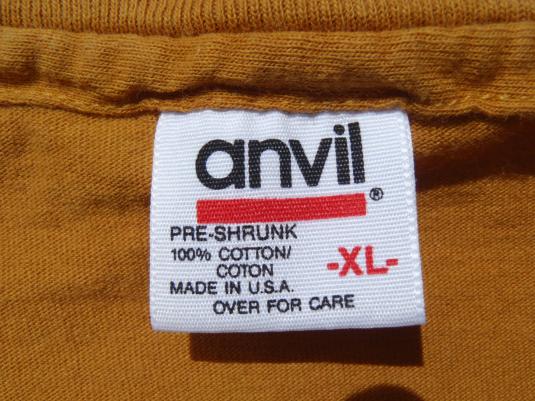 anvil®
PRE-SHRUNK
100% COTTON/
COTON
-XL-
MADE IN U.S.A.
OVER FOR CARE